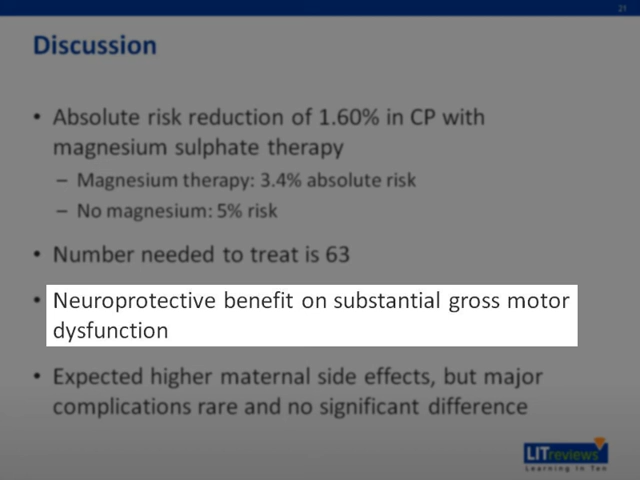 21
Discussion
• Absolute risk reduction of 1.60% in CP with
magnesium sulphate therapy
– Magnesium therapy: 3.4% absolute risk
– No magnesium: 5% risk
• Number needed to treat is 63
• Neuroprotective benefit on substantial gross motor
dysfunction
• Expected higher maternal side effects, but major
complications rare and no significant difference
LITreviews
Learning In Ten